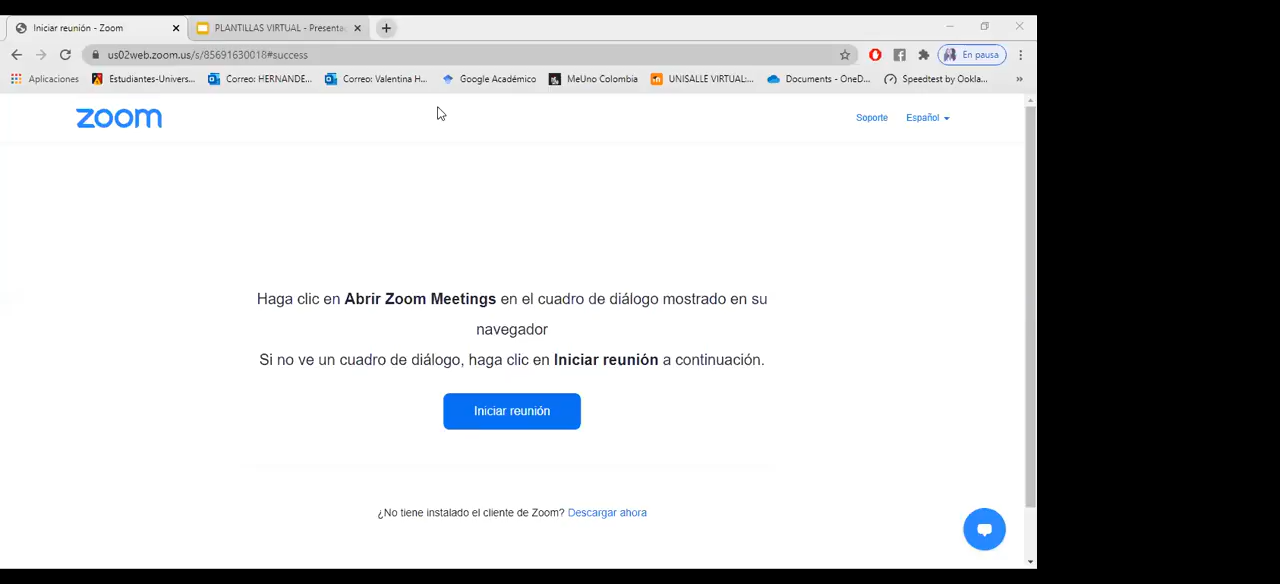 Iniciar reunión - Zoom
PLANTILLAS VIRTUAL - Presentac
us02web.zoom.us/s/85691630018#success
En pausa
Aplicaciones
Estudiantes-Univers...
Correo: HERNANDE...
Correo: Valentina H...
Google Académico
MeUno Colombia
UNISALLE VIRTUAL:...
Documents - OneD...
Speedtest by Ookla...
»
zoom
Soporte
Español
Haga clic en Abrir Zoom Meetings en el cuadro de diálogo mostrado en su
navegador
Si no ve un cuadro de diálogo, haga clic en Iniciar reunión a continuación.
Iniciar reunión
¿No tiene instalado el cliente de Zoom? Descargar ahora